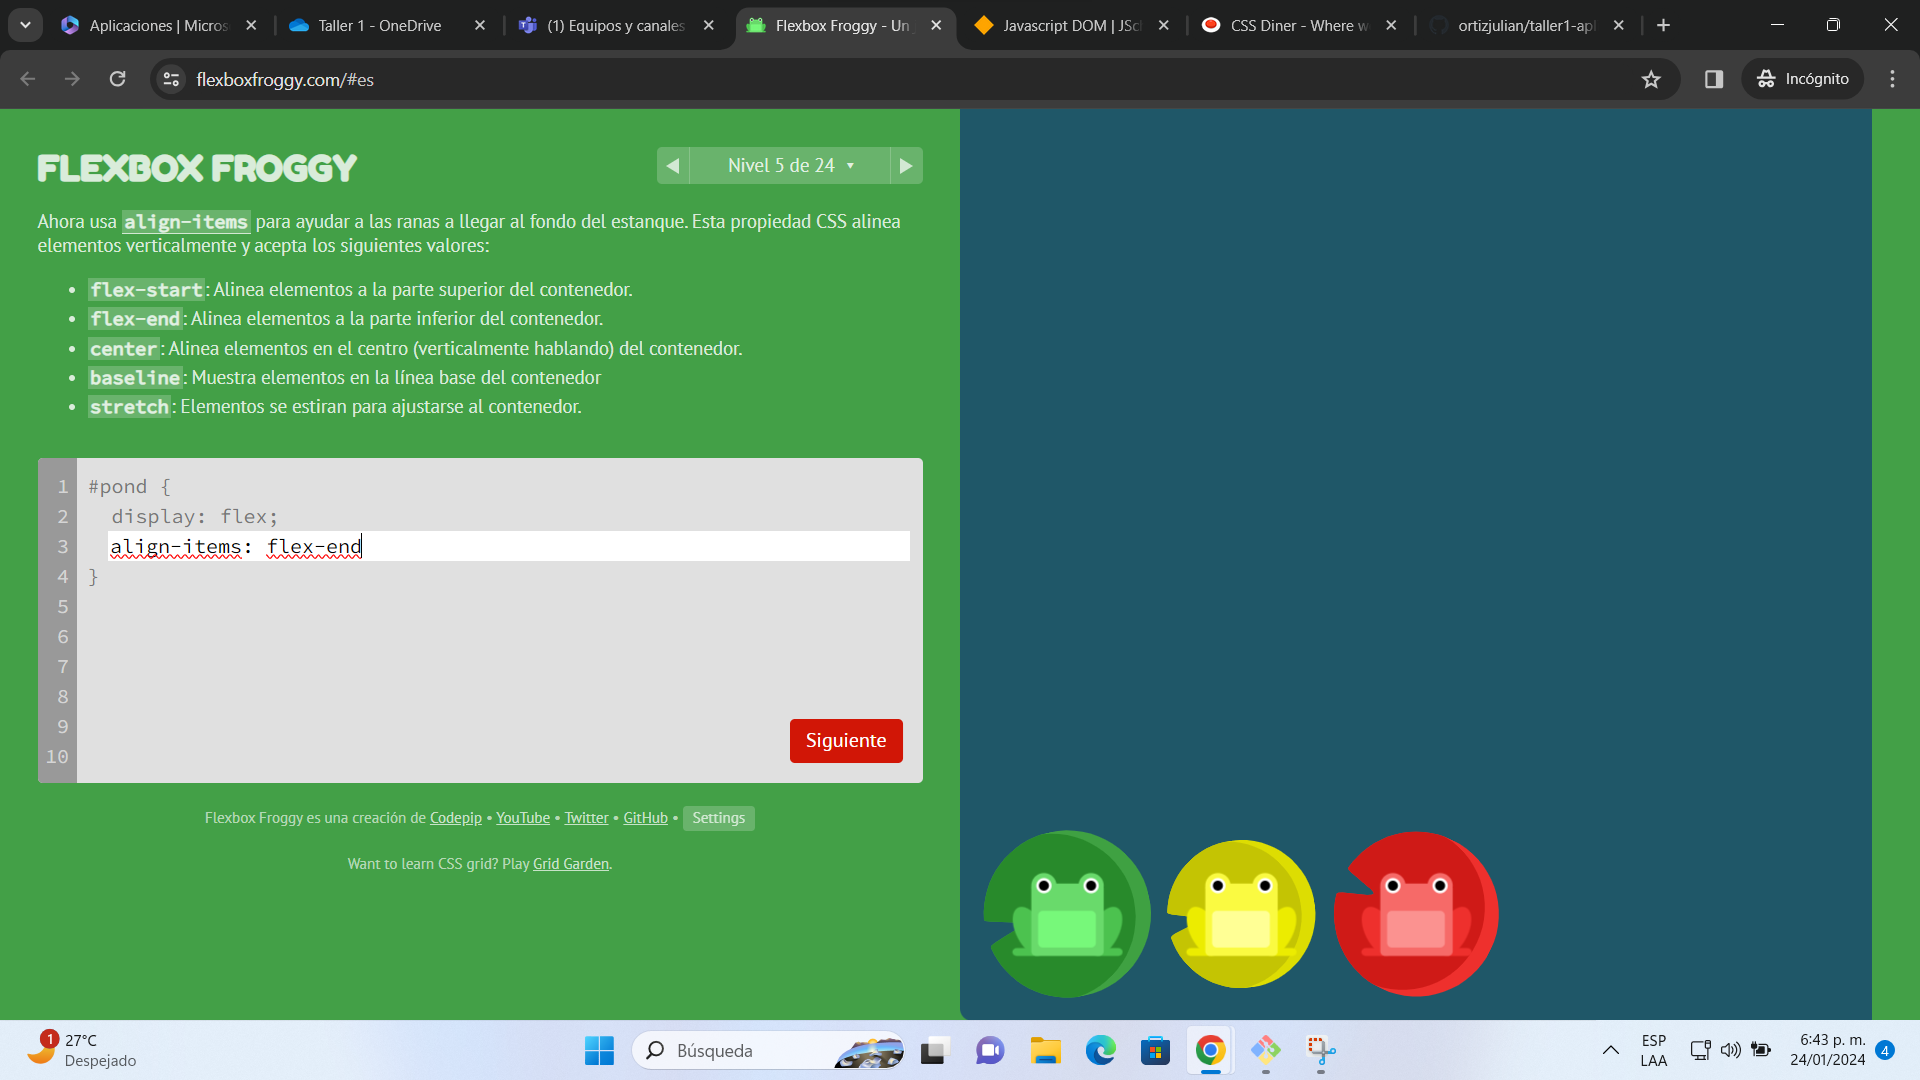 Aplicaciones | Micros
Taller 1 - OneDrive
(1) Equipos y canales
Flexbox Froggy - Un
Javascript DOM | JSch
CSS Diner - Where w
ortizjulian/taller1-apl
flexboxfroggy.com/#es
Incógnito
FLEXBOX FROGGY
Nivel 5 de 24
Ahora usa align-items para ayudar a las ranas a llegar al fondo del estanque. Esta propiedad CSS alinea
elementos verticalmente y acepta los siguientes valores:
• flex-start: Alinea elementos a la parte superior del contenedor.
• flex-end: Alinea elementos a la parte inferior del contenedor.
• center: Alinea elementos en el centro (verticalmente hablando) del contenedor.
• baseline: Muestra elementos en la línea base del contenedor
• stretch: Elementos se estiran para ajustarse al contenedor.
1 #pond {
2 display: flex;
3 align-items: flex-end
4 }
5
6
7
8
9
10
Siguiente
Flexbox Froggy es una creación de Codepip • YouTube • Twitter • GitHub • Settings
Want to learn CSS grid? Play Grid Garden.
1
27°C
Despejado
Búsqueda
ESP
LAA
6:43 p. m.
24/01/2024
4